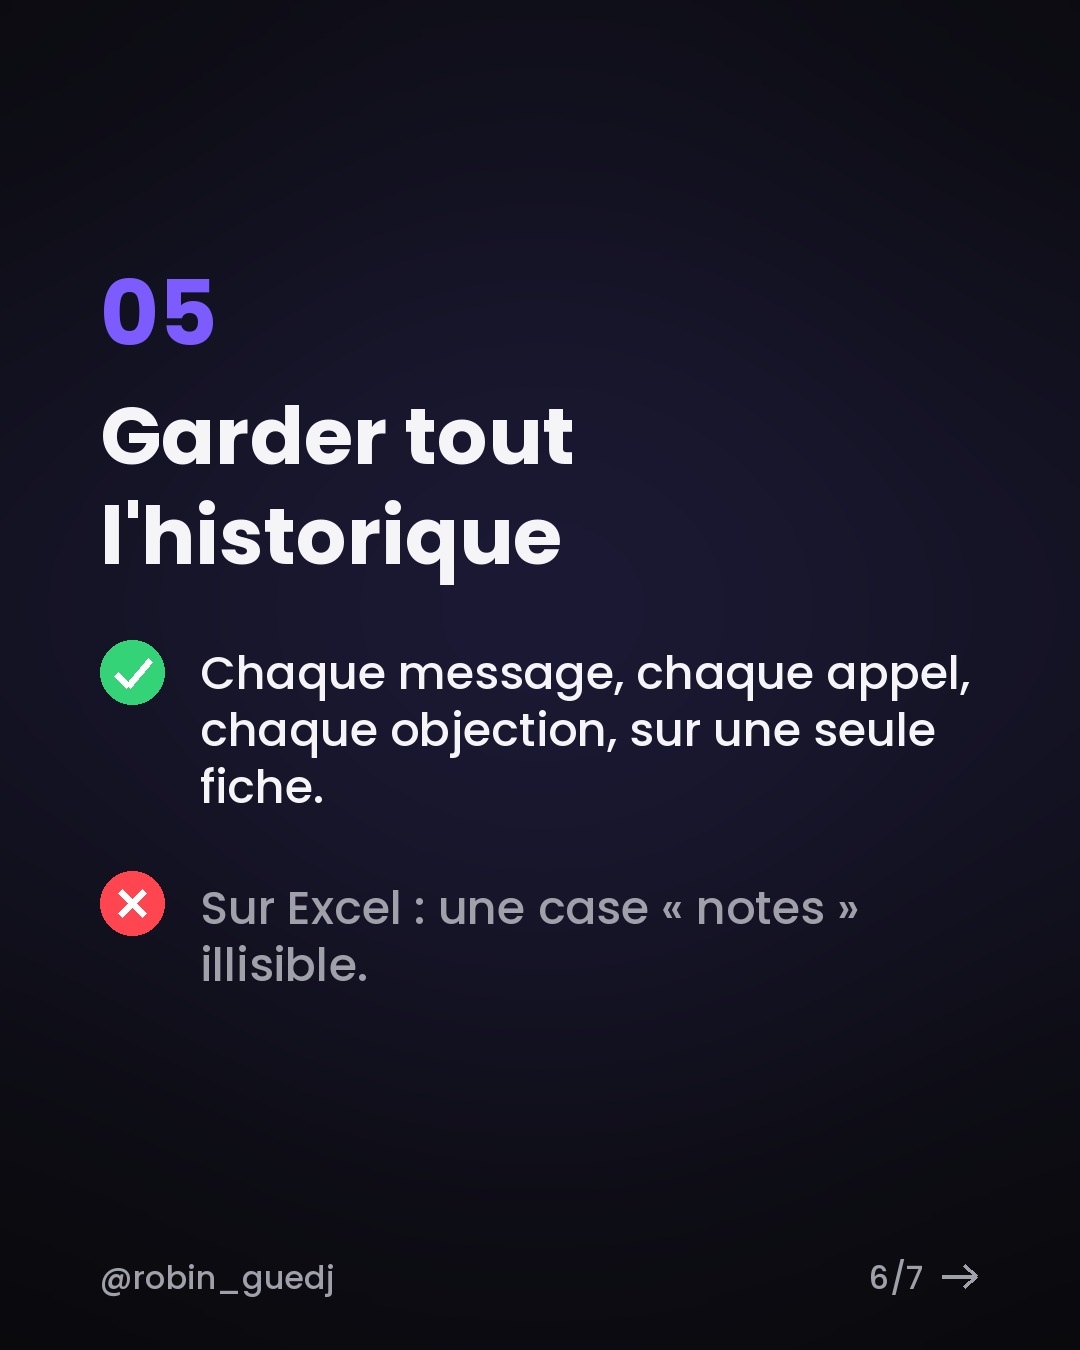 05
Garder tout
l'historique
Chaque message, chaque appel,
chaque objection, sur une seule
fiche.
Sur Excel : une case « notes »
illisible.
@robin_guedj
6/7 →